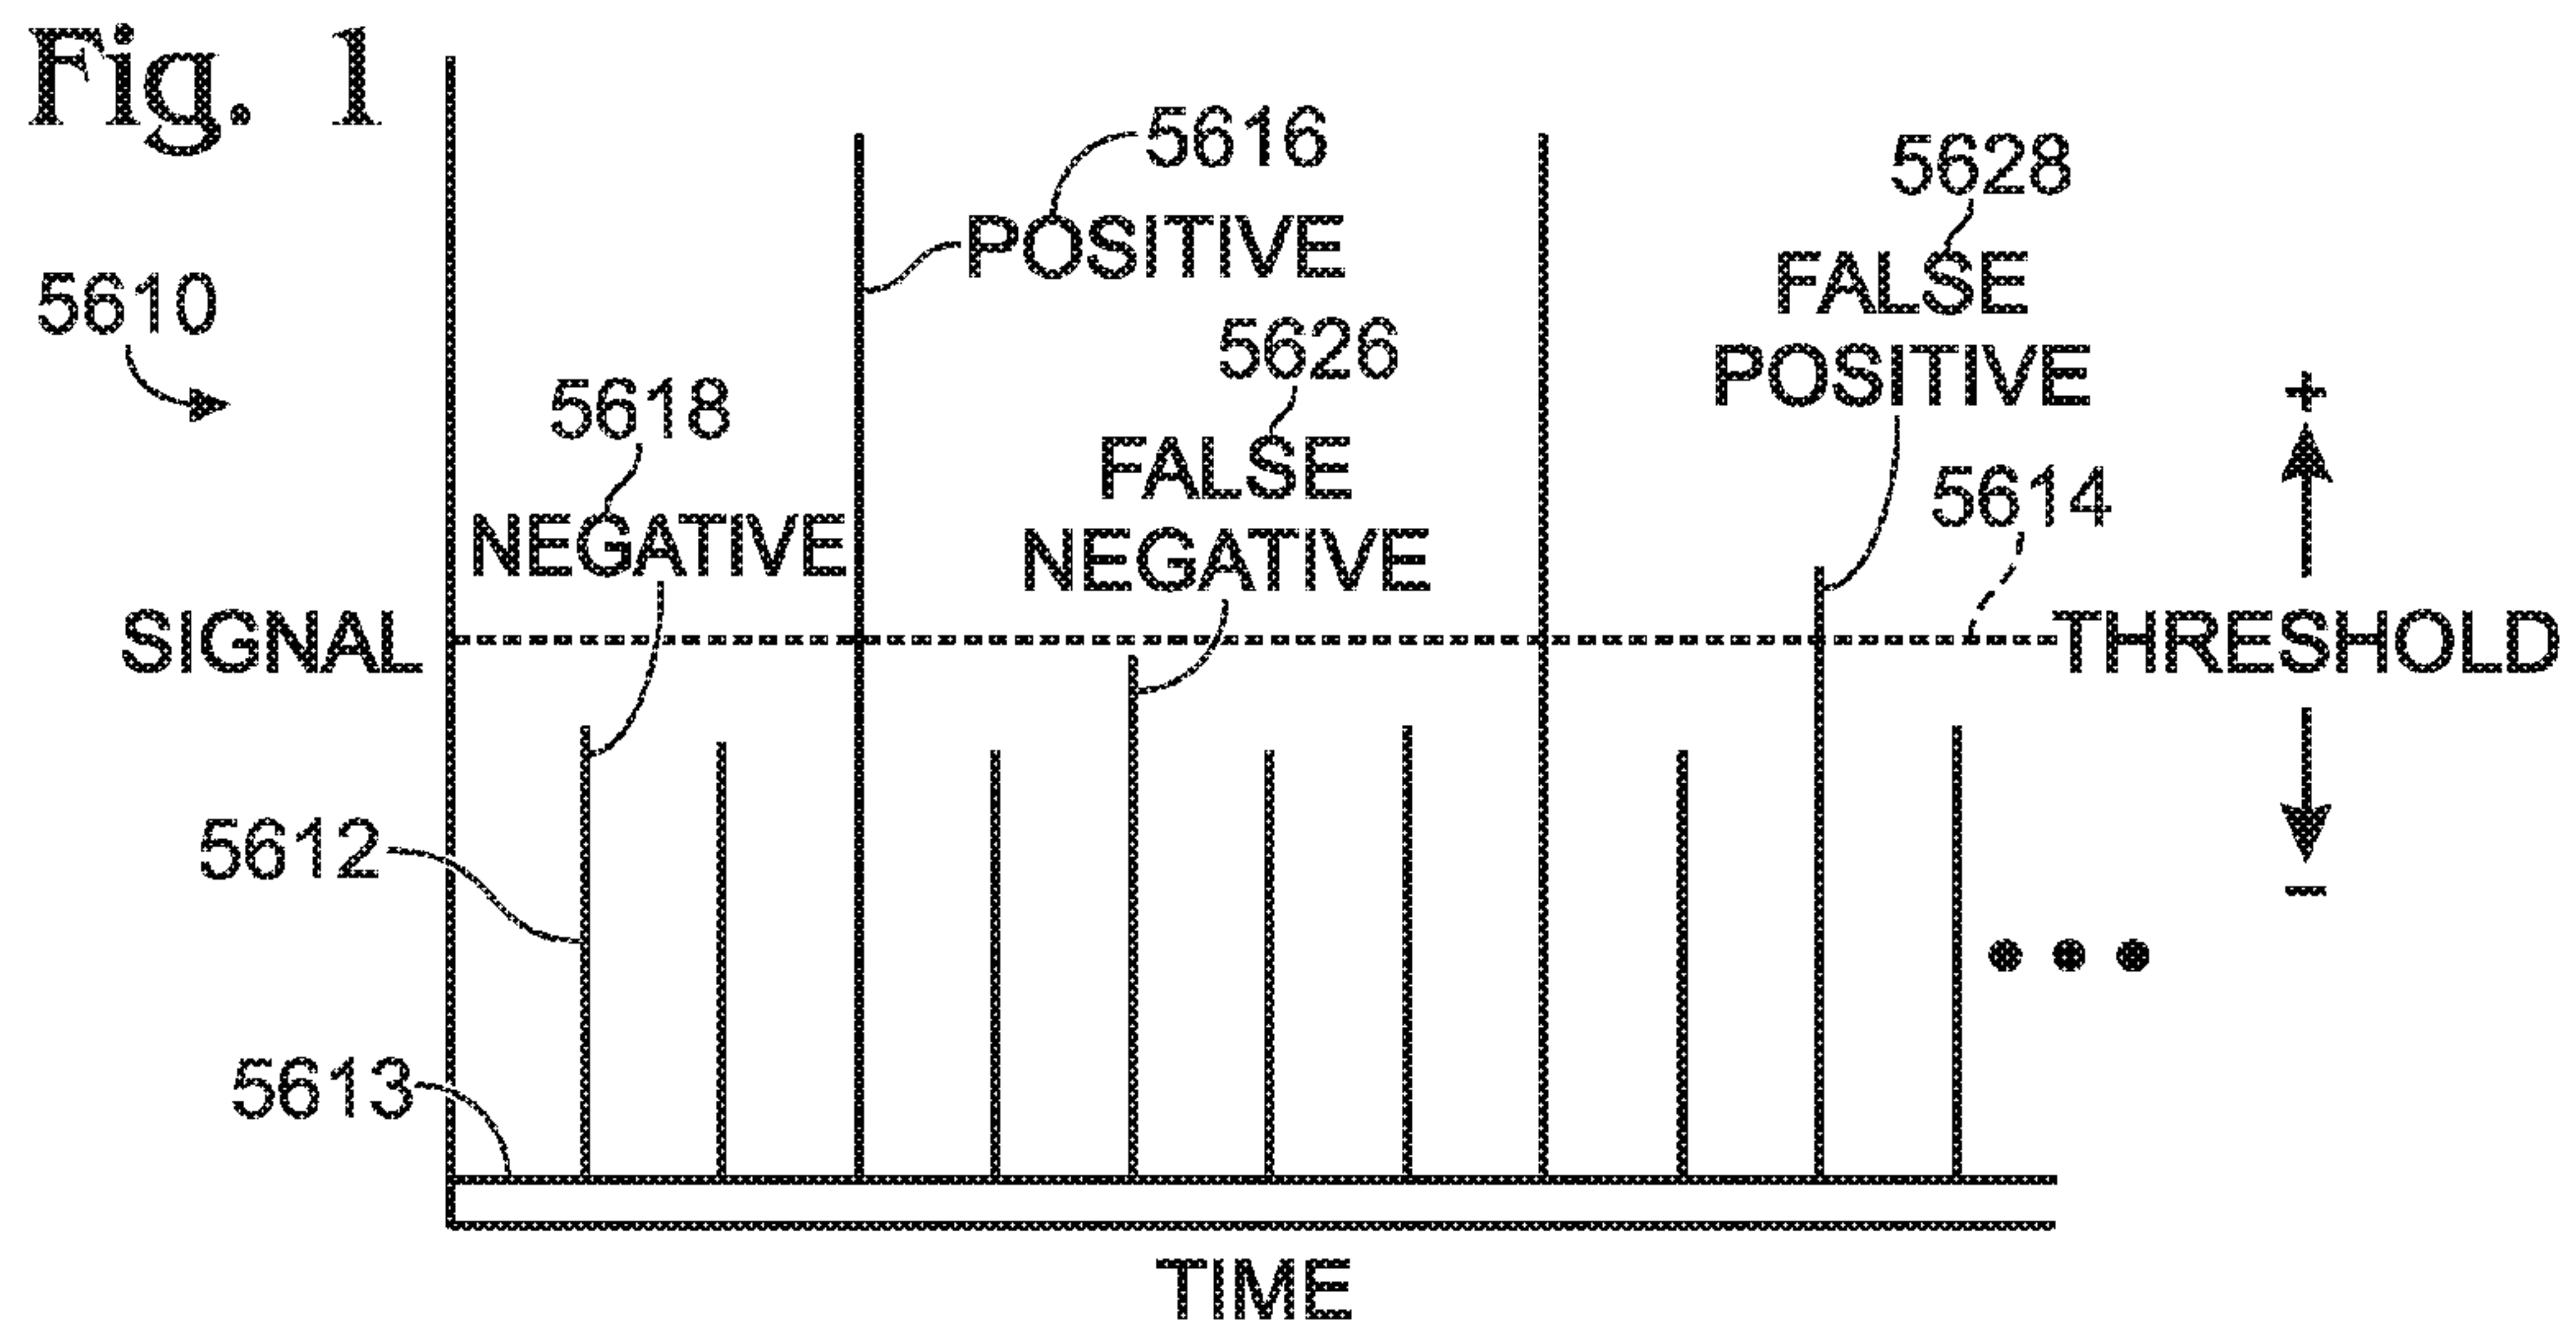 Fig. 1
5616
5628
POSITIVE
FALSE
POSITIVE
5610
5626
5618
FALSE
NEGATIVE
5614
NEGATIVE
+
SIGNAL
THRESHOLD
–
5612
5613
TIME